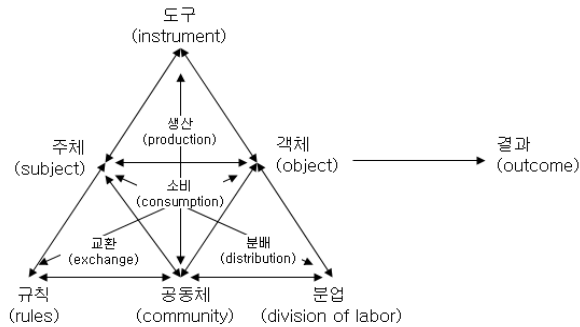 도구
(instrument)
생산
(production)
주체
(subject)
객체
(object)
결과
(outcome)
소비
(consumption)
교환
(exchange)
분배
(distribution)
규칙
(rules)
공동체
(community)
분업
(division of labor)